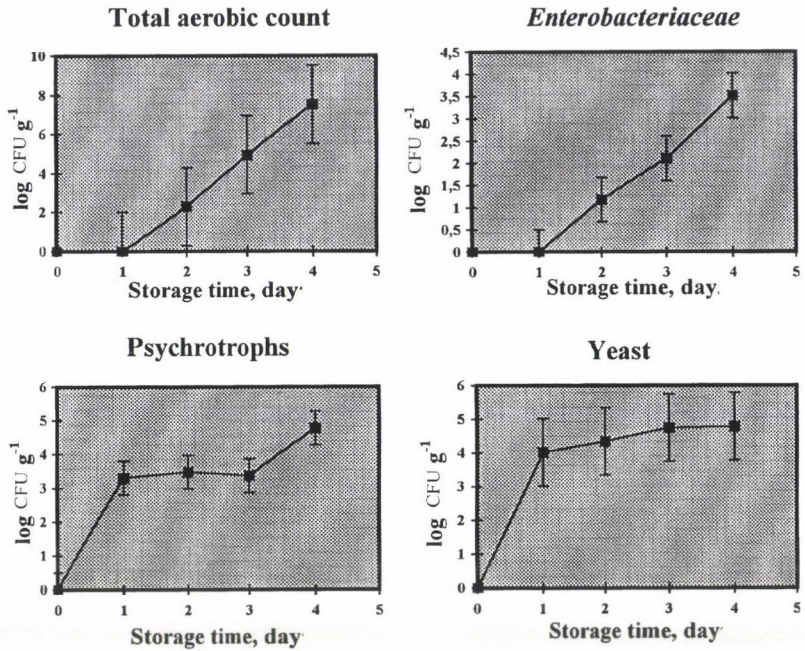 Total aerobic count
10
8
6
4
2
0
log CFU g-1
0 1 2 3 4 5
Storage time, day
Enterobacteriaceae
4,5
4
3,5
3
2,5
2
1,5
1
0,5
0
log CFU g-1
0 1 2 3 4 5
Storage time, day
Psychrotrophs
6
5
4
3
2
1
0
log CFU g-1
0 1 2 3 4 5
Storage time, day
Yeast
6
5
4
3
2
1
0
log CFU g-1
0 1 2 3 4 5
Storage time, day